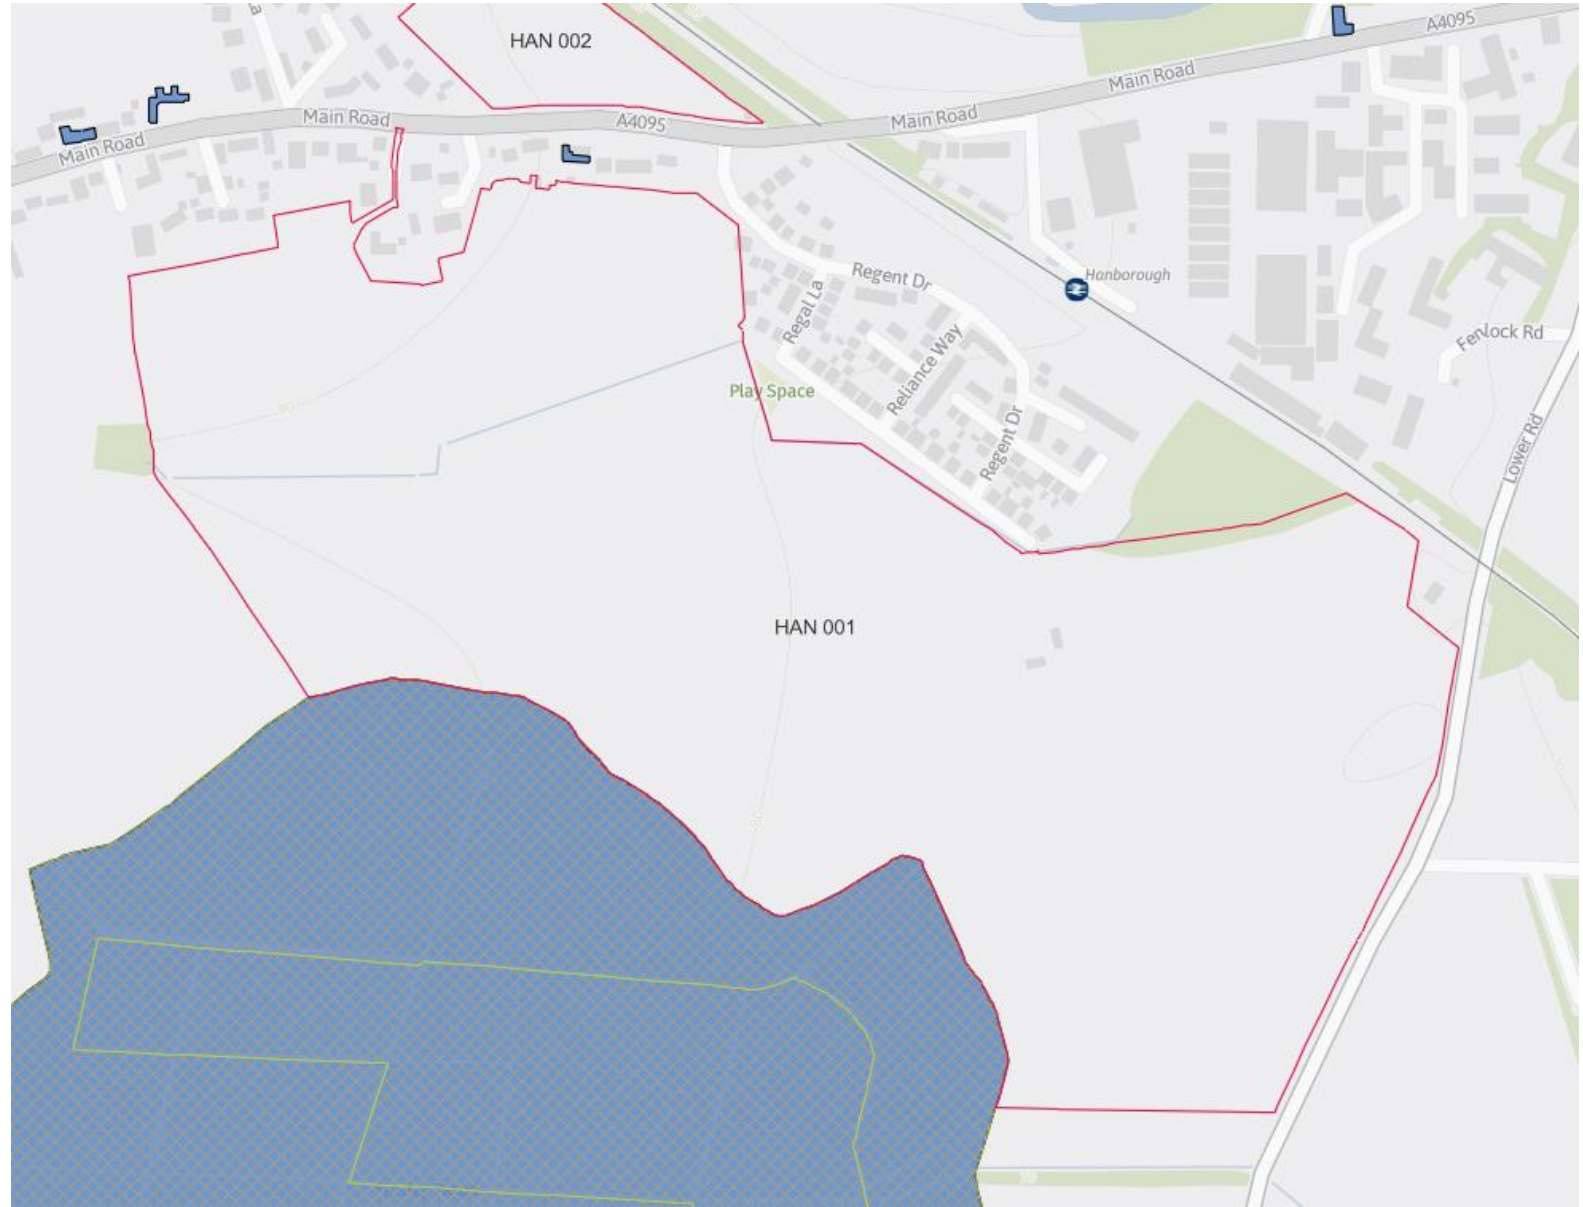 HAN 002
A4095
Main Road
Main Road
Main Road
A4095
Main Road
Hanborough
Regent Dr
Regal La
Fenlock Rd
Reliance Way
Play Space
Regent Dr
Lower Rd
HAN 001
80